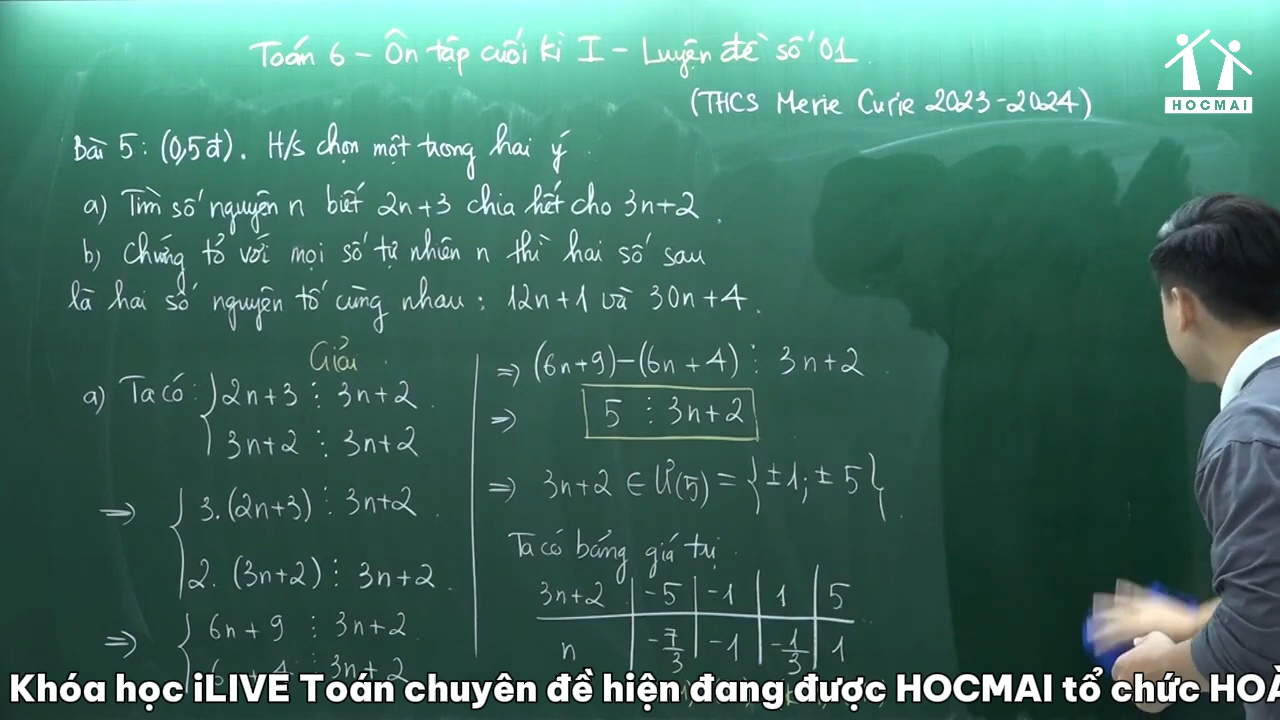 Toán 6 - Ôn tập cuối kì I - Luyện đề số 01
(THCS Merie Curie 2023-2024)
HOCMAI
Bài 5: (0,5đ). H/s chọn một trong hai ý
a) Tìm số nguyên n biết 2n+3 chia hết cho 3n+2.
b) Chứng tỏ với mọi số tự nhiên n thì hai số sau
là hai số nguyên tố cùng nhau: 12n+1 và 30n+4.
Giải
a) Ta có: { 2n+3 ⋮ 3n+2
3n+2 ⋮ 3n+2
=> { 3.(2n+3) ⋮ 3n+2
2.(3n+2) ⋮ 3n+2
=> { 6n+9 ⋮ 3n+2
6n+4 ⋮ 3n+2
=> (6n+9)-(6n+4) ⋮ 3n+2
=> 5 ⋮ 3n+2
=> 3n+2 ∈ Ư(5) = {±1; ±5}
Ta có bảng giá trị
3n+2 | -5 | -1 | 1 | 5
n | -7/3 | -1 | -1/3 | 1
Khóa học iLIVE Toán chuyên đề hiện đang được HOCMAI tổ chức